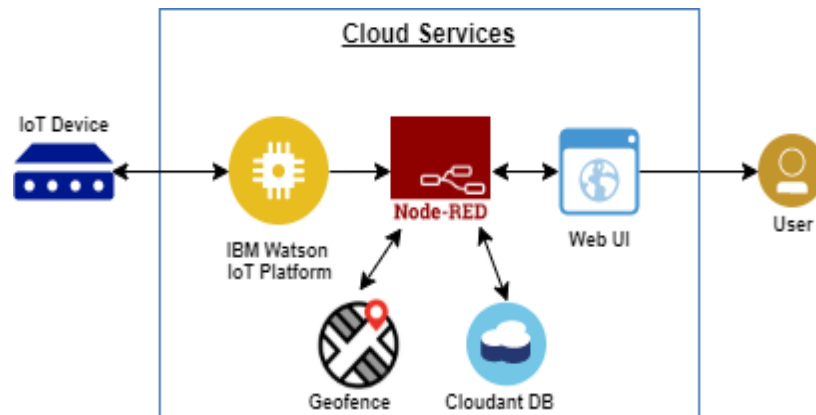 Cloud Services
IoT Device
Node-RED
IBM Watson
IoT Platform
Web UI
User
Geofence
Cloudant DB